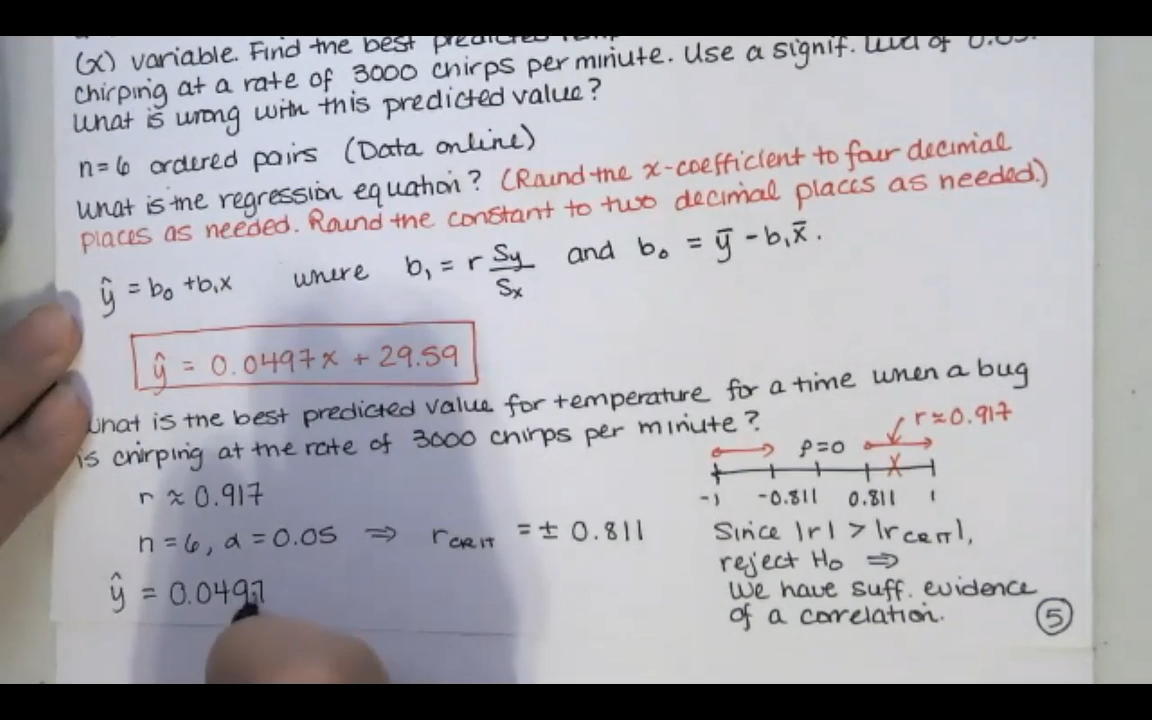 (x) variable. Find the best predicted
chirping at a rate of 3000 chirps per minute. Use a signif. level of 0.05.
What is wrong with this predicted value?
n=6 ordered pairs (Data online)
What is the regression equation? (Round the x-coefficient to four decimal
places as needed. Round the constant to two decimal places as needed.)
ŷ = b₀ + b₁x where b₁ = r Sy/Sx and b₀ = ȳ - b₁x̄.
ŷ = 0.0497x + 29.59
What is the best predicted value for temperature for a time when a bug
is chirping at the rate of 3000 chirps per minute?
r ≈ 0.917
ρ=0
-1 -0.811 0.811 1
r ≈ 0.917
n=6, α = 0.05 ⇒ rCRIT = ± 0.811
ŷ = 0.0497
Since |r| > |rCRIT|,
reject H₀ ⇒
We have suff. evidence
of a correlation.
5